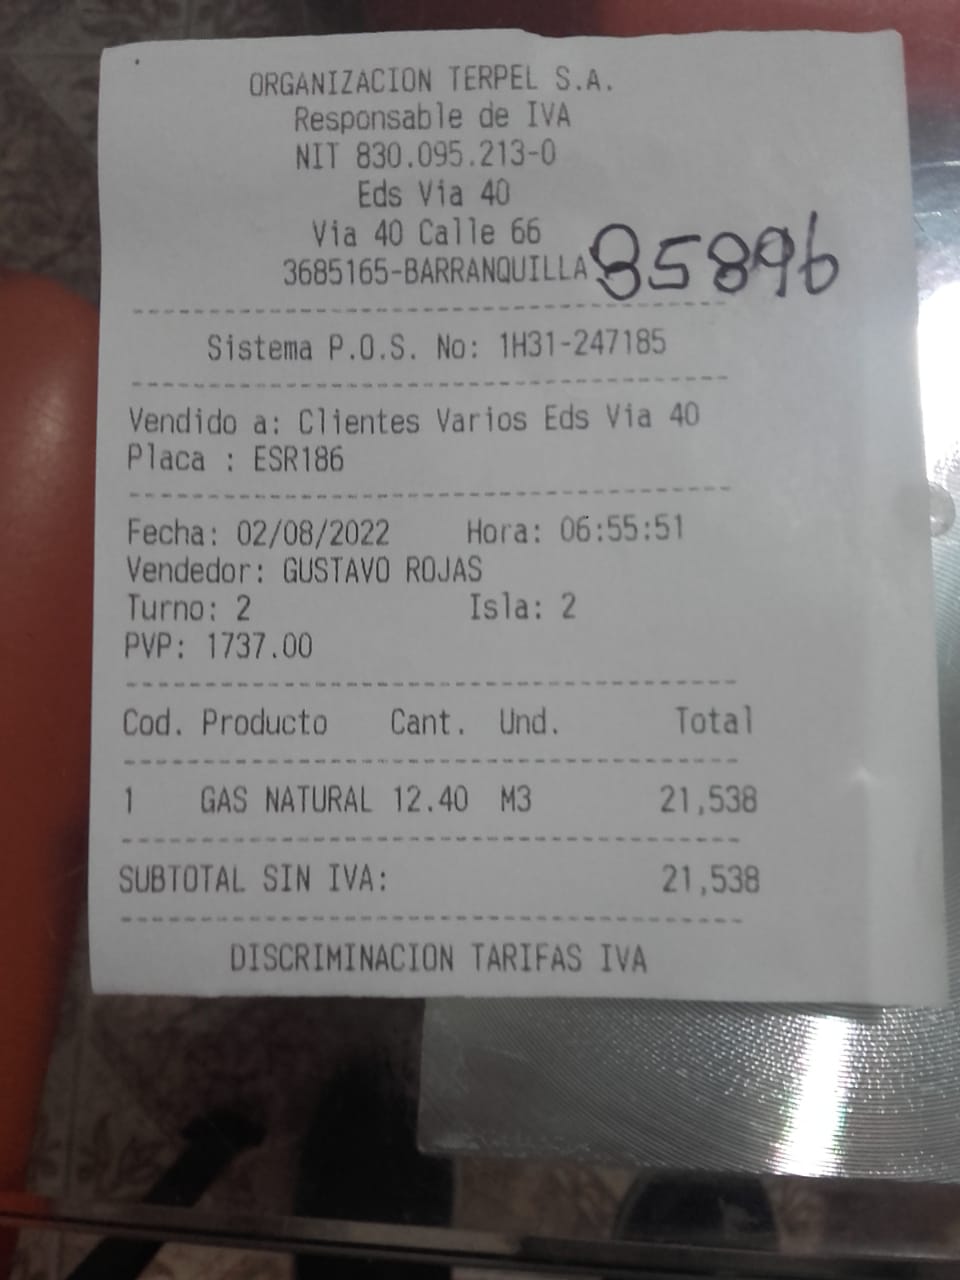 ORGANIZACION TERPEL S.A.
Responsable de IVA
NIT 830.095.213-0
Eds Via 40
Via 40 Calle 66
3685165-BARRANQUILLA 85896
Sistema P.O.S. No: 1H31-247185
Vendido a: Clientes Varios Eds Via 40
Placa : ESR186
Fecha: 02/08/2022 Hora: 06:55:51
Vendedor: GUSTAVO ROJAS
Turno: 2 Isla: 2
PVP: 1737.00
Cod. Producto Cant. Und. Total
1 GAS NATURAL 12.40 M3 21,538
SUBTOTAL SIN IVA: 21,538
DISCRIMINACION TARIFAS IVA